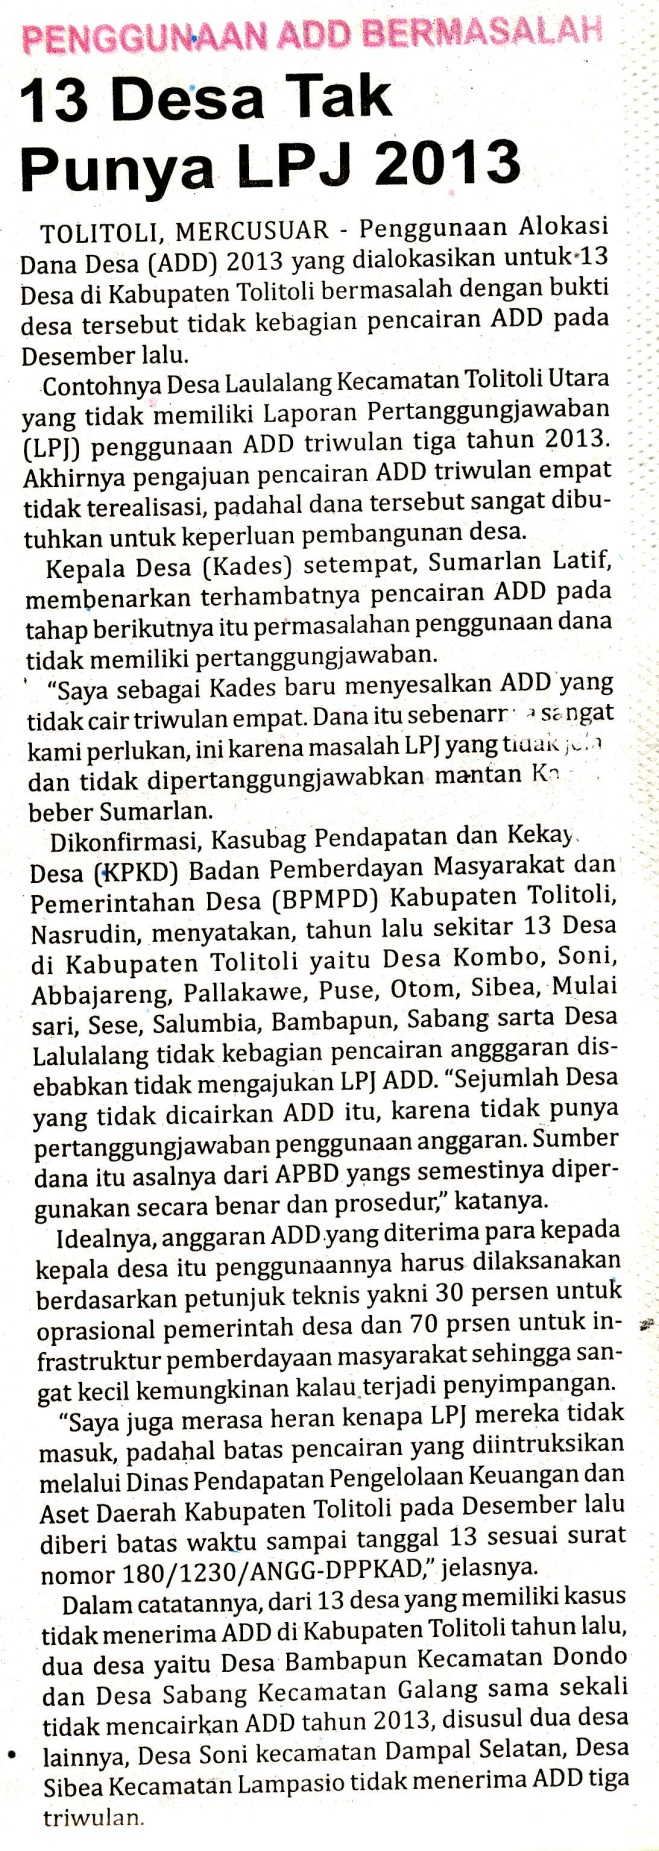 PENGGUNAAN ADD BERMASALAH
13 Desa Tak
Punya LPJ 2013
TOLITOLI, MERCUSUAR - Penggunaan Alokasi
Dana Desa (ADD) 2013 yang dialokasikan untuk 13
Desa di Kabupaten Tolitoli bermasalah dengan bukti
desa tersebut tidak kebagian pencairan ADD pada
Desember lalu.
Contohnya Desa Laulalang Kecamatan Tolitoli Utara
yang tidak memiliki Laporan Pertanggungjawaban
(LPJ) penggunaan ADD triwulan tiga tahun 2013.
Akhirnya pengajuan pencairan ADD triwulan empat
tidak terealisasi, padahal dana tersebut sangat dibu-
tuhkan untuk keperluan pembangunan desa.
Kepala Desa (Kades) setempat, Sumarlan Latif,
membenarkan terhambatnya pencairan ADD pada
tahap berikutnya itu permasalahan penggunaan dana
tidak memiliki pertanggungjawaban.
“Saya sebagai Kades baru menyesalkan ADD yang
tidak cair triwulan empat. Dana itu sangat
kami perlukan, ini karena masalah LPJ yang tidak
dan tidak dipertanggungjawabkan mantan
beber Sumarlan.
Dikonfirmasi, Kasubag Pendapatan dan
Desa (KPKD) Badan Pemberdayan Masyarakat dan
Pemerintahan Desa (BPMPD) Kabupaten Tolitoli,
Nasrudin, menyatakan, tahun lalu sekitar 13 Desa
di Kabupaten Tolitoli yaitu Desa Kombo, Soni,
Abbajareng, Pallakawe, Puse, Otom, Sibea, Mulai
sari, Sese, Salumbia, Bambapun, Sabang sarta Desa
Lalulalang tidak kebagian pencairan angggaran dis-
ebabkan tidak mengajukan LPJ ADD. “Sejumlah Desa
yang tidak dicairkan ADD itu, karena tidak punya
pertanggungjawaban penggunaan anggaran. Sumber
dana itu asalnya dari APBD yangs semestinya diper-
gunakan secara benar dan prosedur,” katanya.
Idealnya, anggaran ADD yang diterima para kepada
kepala desa itu penggunaannya harus dilaksanakan
berdasarkan petunjuk teknis yakni 30 persen untuk
oprasional pemerintah desa dan 70 prsen untuk in-
frastruktur pemberdayaan masyarakat sehingga san-
gat kecil kemungkinan kalau terjadi penyimpangan.
“Saya juga merasa heran kenapa LPJ mereka tidak
masuk, padahal batas pencairan yang diintruksikan
melalui Dinas Pendapatan Pengelolaan Keuangan dan
Aset Daerah Kabupaten Tolitoli pada Desember lalu
diberi batas waktu sampai tanggal 13 sesuai surat
nomor 180/1230/ANGG-DPPKAD,” jelasnya.
Dalam catatannya, dari 13 desa yang memiliki kasus
tidak menerima ADD di Kabupaten Tolitoli tahun lalu,
dua desa yaitu Desa Bambapun Kecamatan Dondo
dan Desa Sabang Kecamatan Galang sama sekali
tidak mencairkan ADD tahun 2013, disusul dua desa
lainnya, Desa Soni kecamatan Dampal Selatan, Desa
Sibea Kecamatan Lampasio tidak menerima ADD tiga
triwulan.